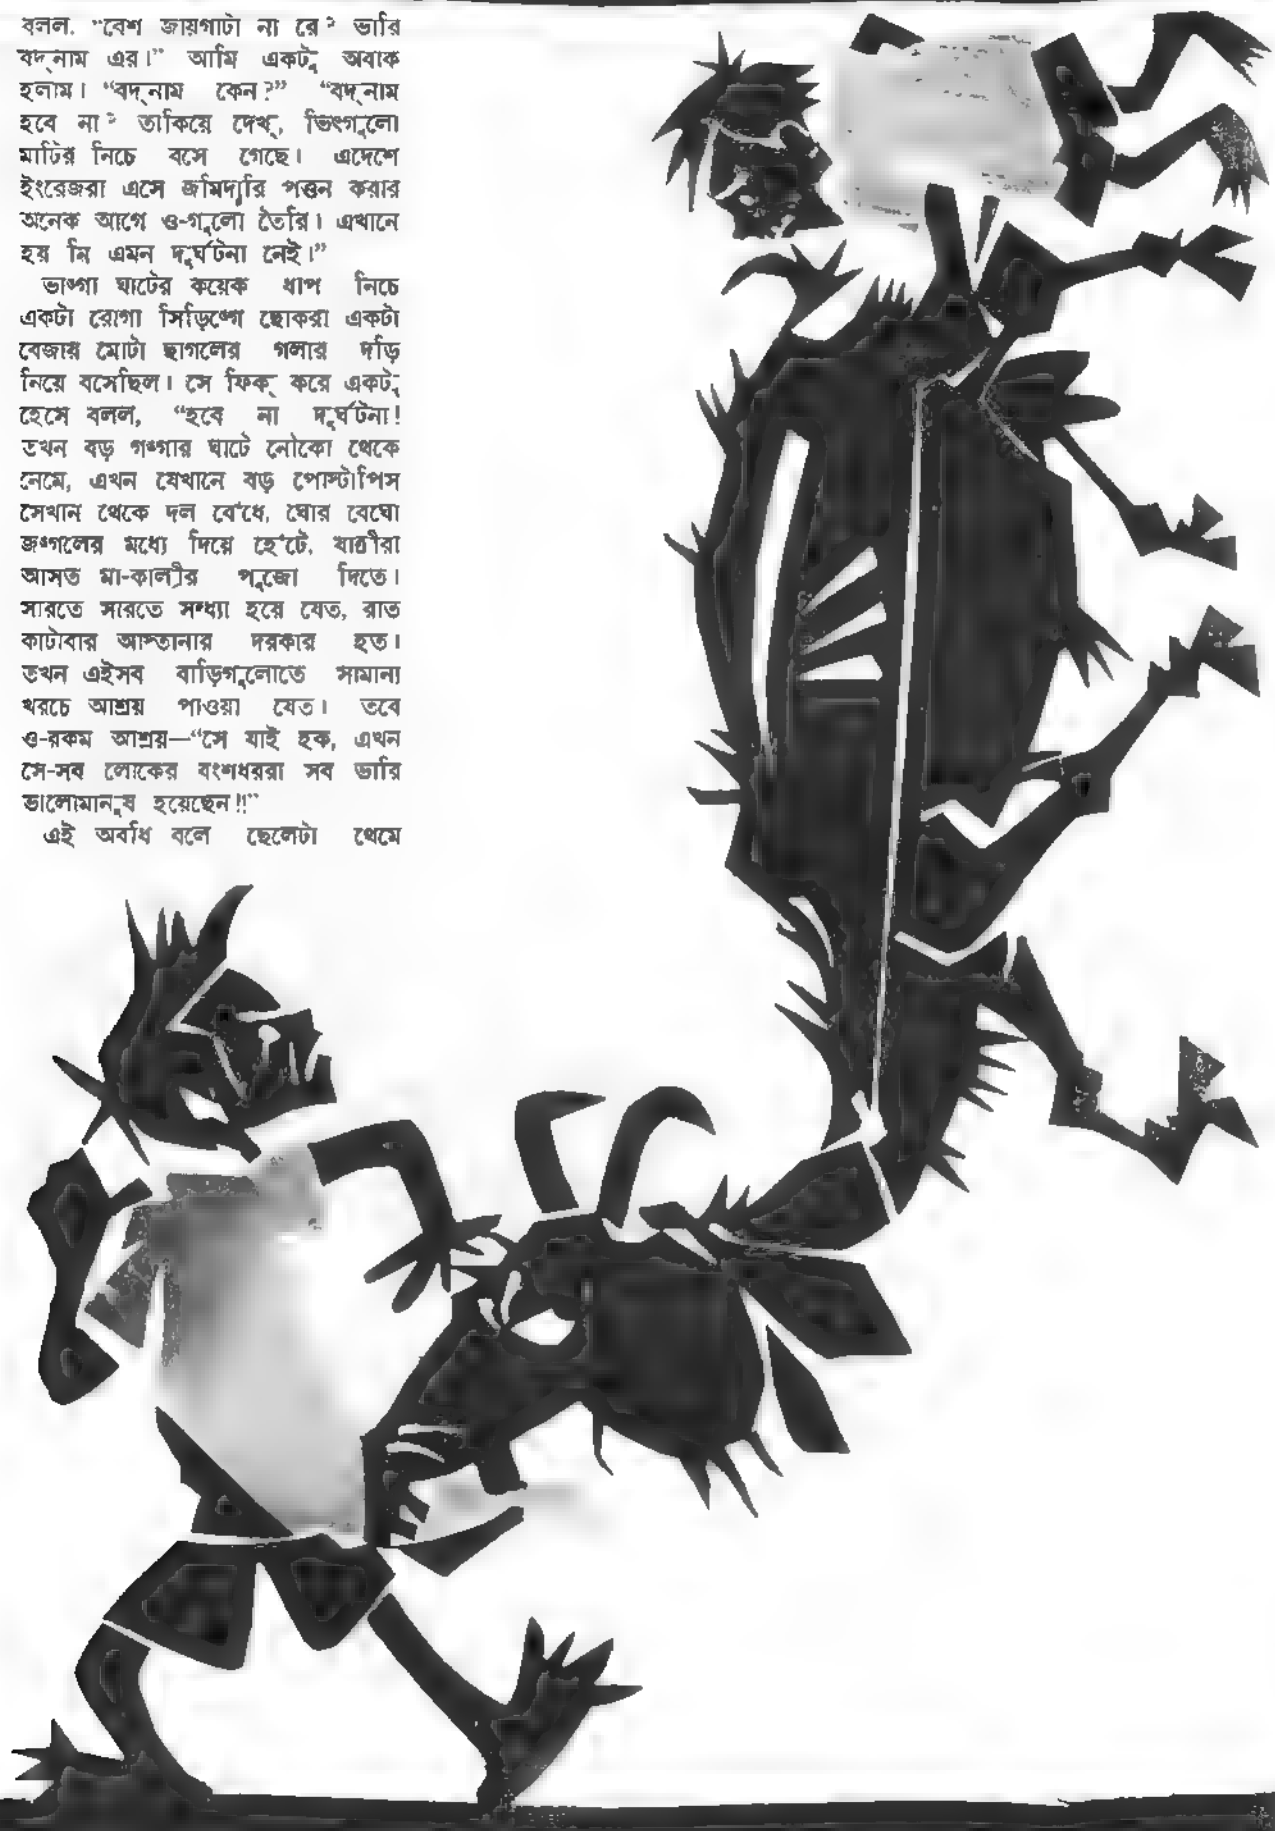 বলল, “বেশ জায়গাটা না রে? ভারি
বদ্‌নাম এর।” আমি একটু অবাক
হলাম। “বদ্‌নাম কেন?” “বদ্‌নাম
হবে না? তাকিয়ে দেখ্‌, ভিৎগুলো
মাটির নিচে বসে গেছে। এদেশে
ইংরেজরা এসে জমিদারি পত্তন করার
অনেক আগে ও-গুলো তৈরি। এখানে
হয় নি এমন দুর্ঘটনা নেই।”
ভাঙ্গা ঘাটের কয়েক ধাপ নিচে
একটা রোগা সিড়িঙ্গে ছোকরা একটা
বেজায় মোটা ছাগলের গলার দড়ি
নিয়ে বসেছিল। সে ফিক্‌ করে একটু
হেসে বলল, “হবে না দুর্ঘটনা!
তখন বড় গঙ্গার ঘাটে নৌকো থেকে
নেমে, এখন যেখানে বড় পোস্টাপিস
সেখান থেকে দল বেঁধে, ঘোর বেঘো
জঙ্গলের মধ্যে দিয়ে হেঁটে, যাত্রীরা
আসত মা-কালীর পুজো দিতে।
সারতে সারতে সন্ধ্যা হয়ে যেত, রাত
কাটাবার আস্তানার দরকার হত।
তখন এইসব বাড়িগুলোতে সামান্য
খরচে আশ্রয় পাওয়া যেত। তবে
ও-রকম আশ্রয়—“সে যাই হক, এখন
সে-সব লোকের বংশধররা সব ভারি
ভালোমানুষ হয়েছেন!!”
এই অবধি বলে ছেলেটা থেমে